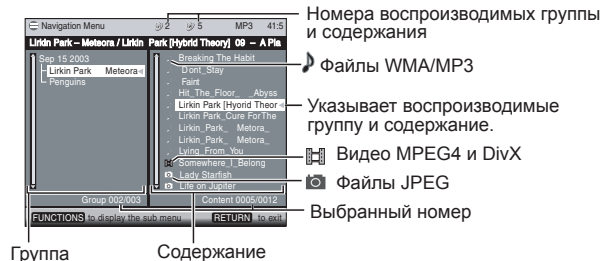 Navigation Menu 2 5 MP3 41:5
Lirkin Park – Meteora / Lirkin Park [Hybrid Theory] 09 – A Pla
Sep 15 2003
Lirkin Park Meteora
Penguins
Breaking The Habit
Dont_Stay
Faint
Hit_The_Floor_ _Abyss
Lirkin Park [Hyorid Theor
Lirkin Park_Cure ForThe
Lirkin_Park_ Metora_
Lirkin_Park_ Metora_
Lying_From_You
Somewhere_I_Belong
Lady Starfish
Life on Jupiter
Group 002/003 Content 0005/0012
FUNCTIONS to display the sub menu RETURN to exit
Группа
Содержание
Номера воспроизводимых группы
и содержания
Файлы WMA/MP3
Указывает воспроизводимые
группу и содержание.
Видео MPEG4 и DivX
Файлы JPEG
Выбранный номер